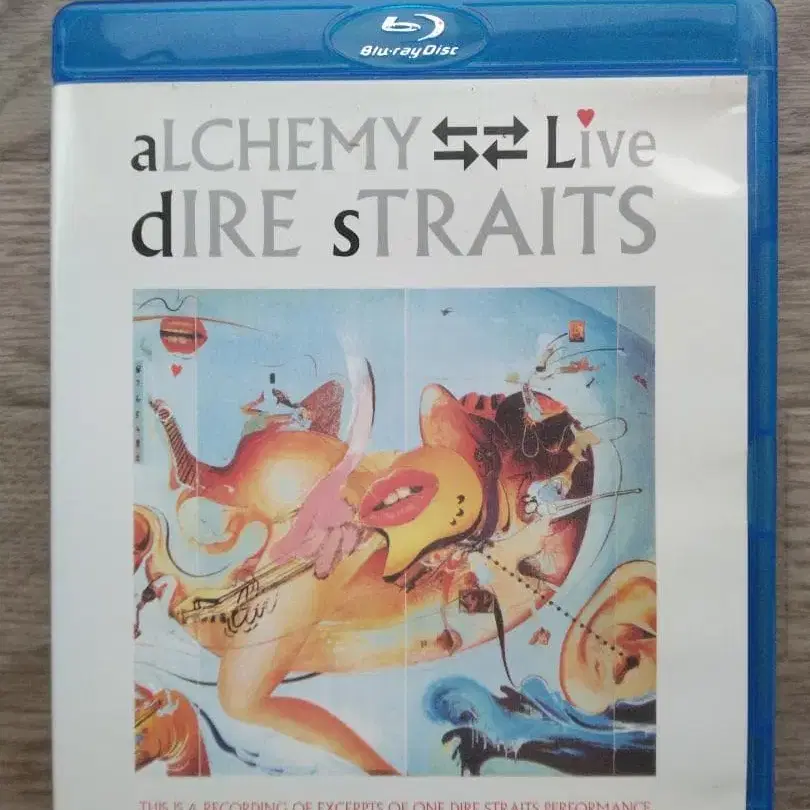 Blu-ray Disc
aLCHEMY Live
dIRE sTRAITS
THIS IS A RECORDING OF EXCERPTS OF ONE DIRE STRAITS PERFORMANCE